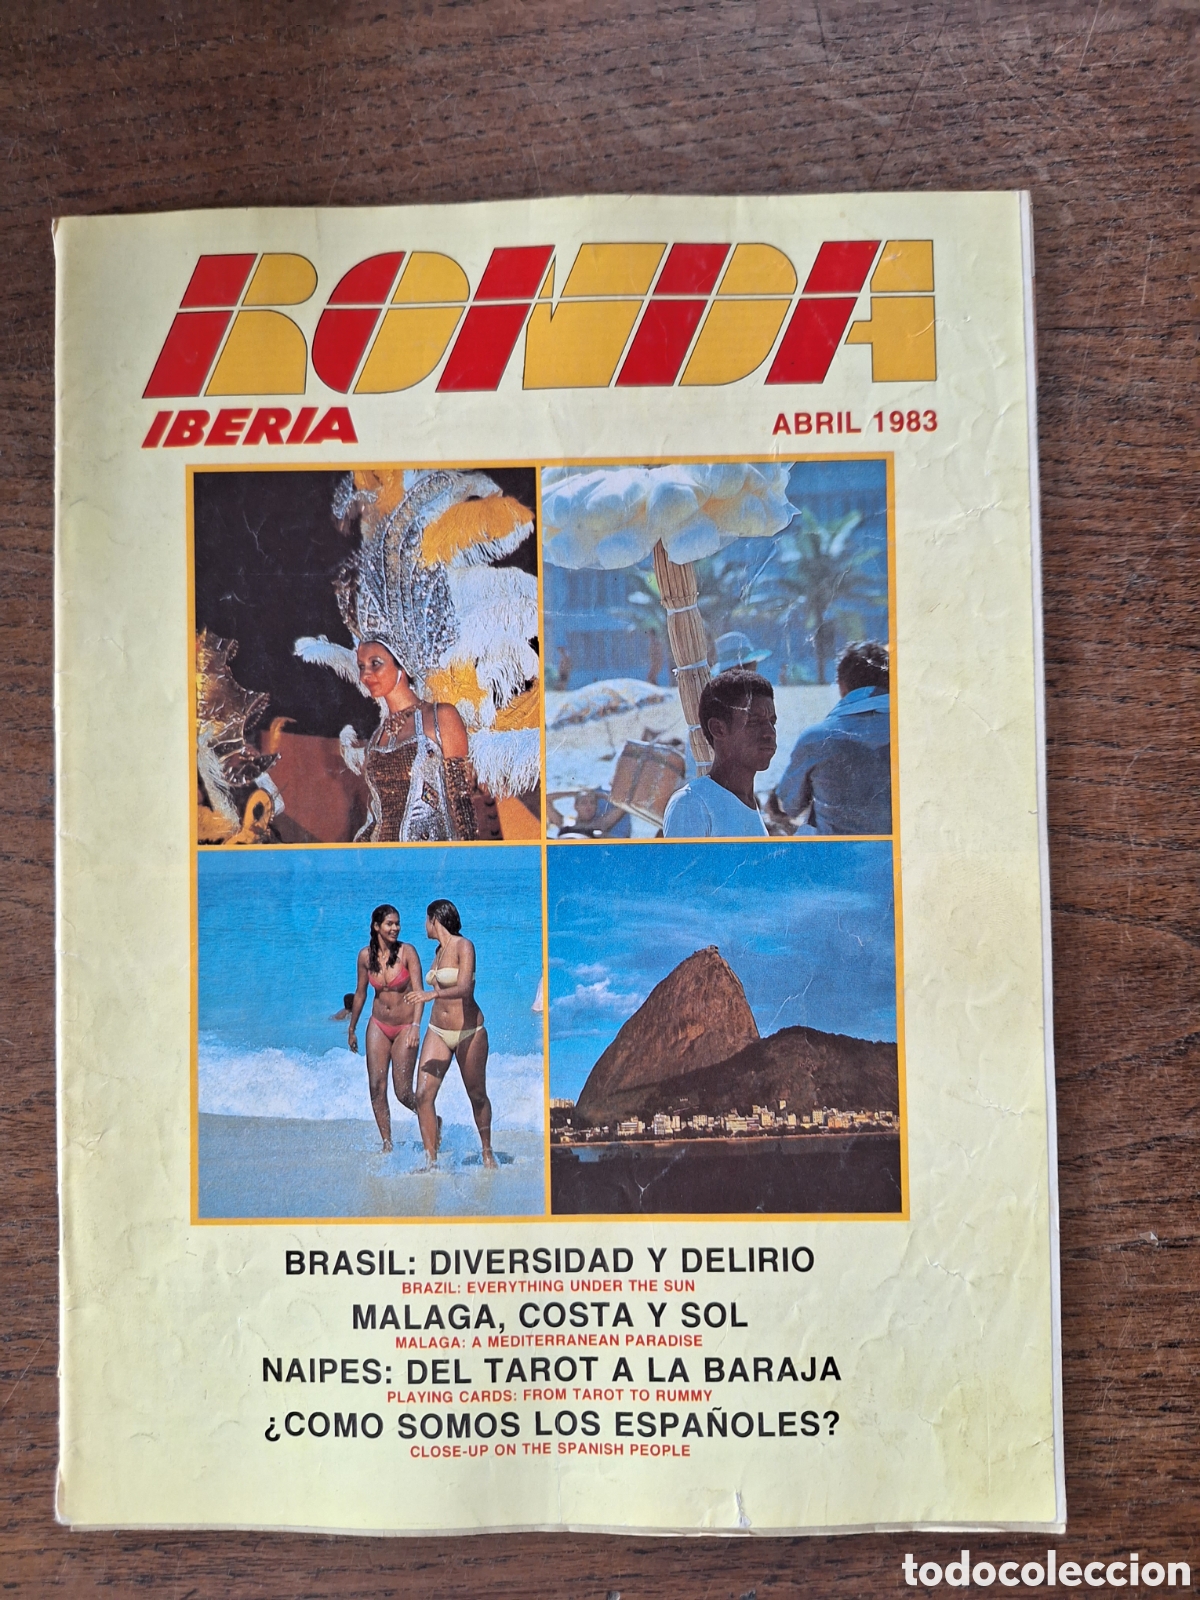 RONDA
IBERIA
ABRIL 1983
BRASIL: DIVERSIDAD Y DELIRIO
BRAZIL: EVERYTHING UNDER THE SUN
MALAGA, COSTA Y SOL
MALAGA: A MEDITERRANEAN PARADISE
NAIPES: DEL TAROT A LA BARAJA
PLAYING CARDS: FROM TAROT TO RUMMY
¿COMO SOMOS LOS ESPAÑOLES?
CLOSE-UP ON THE SPANISH PEOPLE
todocoleccion